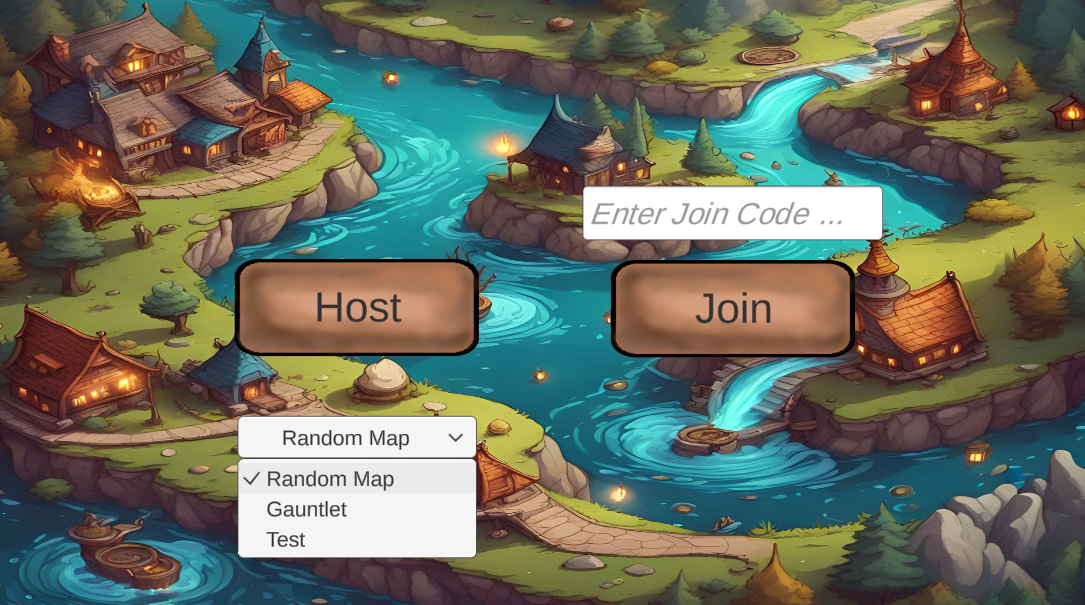 Enter Join Code ...
Host
Join
Random Map
Random Map
Gauntlet
Test